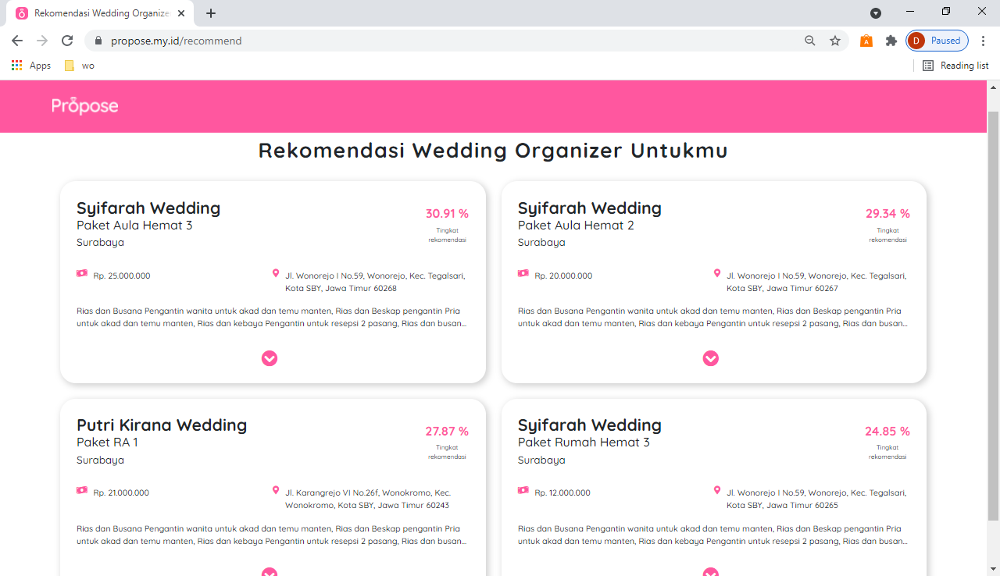 Rekomendasi Wedding Organize
propose.my.id/recommend
D Paused
Apps
wo
Reading list
Propose
Rekomendasi Wedding Organizer Untukmu
Syifarah Wedding
30.91 %
Paket Aula Hemat 3
Tingkat
rekomendasi
Surabaya
Rp. 25.000.000
Jl. Wonorejo I No.59, Wonorejo, Kec. Tegalsari,
Kota SBY, Jawa Timur 60268
Rias dan Busana Pengantin wanita untuk akad dan temu manten, Rias dan Beskap pengantin Pria
untuk akad dan temu manten, Rias dan kebaya Pengantin untuk resepsi 2 pasang, Rias dan busan...
Syifarah Wedding
29.34 %
Paket Aula Hemat 2
Tingkat
rekomendasi
Surabaya
Rp. 20.000.000
Jl. Wonorejo I No.59, Wonorejo, Kec. Tegalsari,
Kota SBY, Jawa Timur 60267
Rias dan Busana Pengantin wanita untuk akad dan temu manten, Rias dan Beskap pengantin Pria
untuk akad dan temu manten, Rias dan kebaya Pengantin untuk resepsi 2 pasang, Rias dan busan...
Putri Kirana Wedding
27.87 %
Paket RA 1
Tingkat
rekomendasi
Surabaya
Rp. 21.000.000
Jl. Karangrejo VI No.26f, Wonokromo, Kec.
Wonokromo, Kota SBY, Jawa Timur 60243
Rias dan Busana Pengantin wanita untuk akad dan temu manten, Rias dan Beskap pengantin Pria
untuk akad dan temu manten, Rias dan kebaya Pengantin untuk resepsi 2 pasang, Rias dan busan...
Syifarah Wedding
24.85 %
Paket Rumah Hemat 3
Tingkat
rekomendasi
Surabaya
Rp. 12.000.000
Jl. Wonorejo I No.59, Wonorejo, Kec. Tegalsari,
Kota SBY, Jawa Timur 60265
Rias dan Busana Pengantin wanita untuk akad dan temu manten, Rias dan Beskap pengantin Pria
untuk akad dan temu manten, Rias dan kebaya Pengantin untuk resepsi 2 pasang, Rias dan busan...